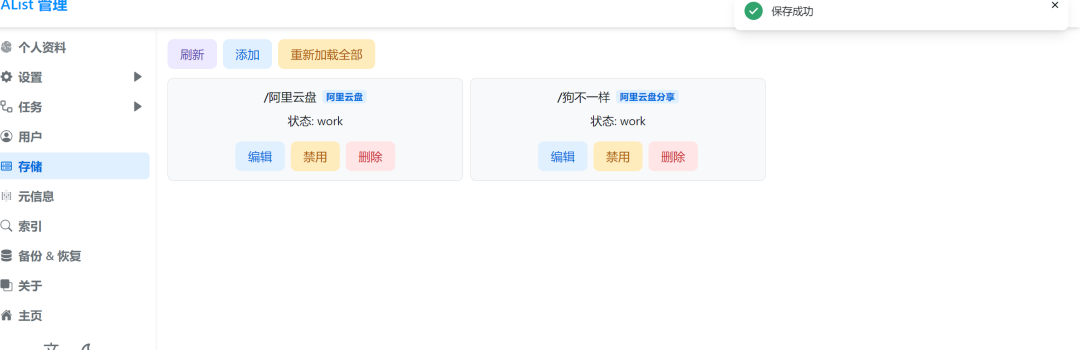 AList 管理
保存成功
个人资料
设置
任务
用户
存储
元信息
索引
备份 & 恢复
关于
主页
刷新 添加 重新加载全部
/阿里云盘 阿里云盘
状态: work
编辑 禁用 删除
/狗不一样 阿里云盘分享
状态: work
编辑 禁用 删除